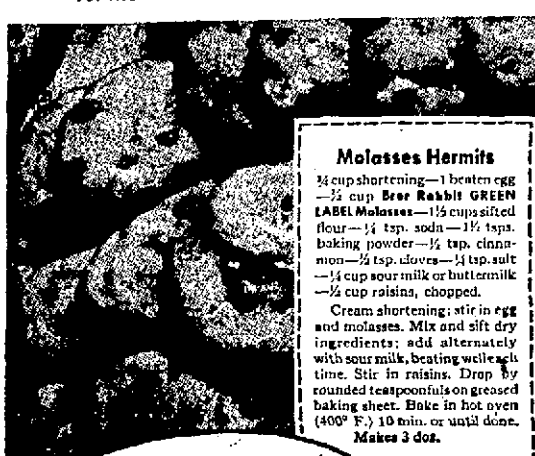 Molasses Hermits
cup shortening—1 beaten egg
—½ cup Brer Rabbit GREEN
LABEL Molasses—1½ cups sifted
flour—¼ tsp. soda—1½ tsps.
baking powder—½ tsp. cinna-
mon—½ tsp. cloves—¼ tsp. salt
—¼ cup sour milk or buttermilk
—½ cup raisins, chopped.
Cream shortening; stir in egg
and molasses. Mix and sift dry
ingredients; add alternately
with sour milk, beating well each
time. Stir in raisins. Drop by
rounded teaspoonfuls on greased
baking sheet. Bake in hot oven
(400° F.) 10 min. or until done.
Makes 3 doz.